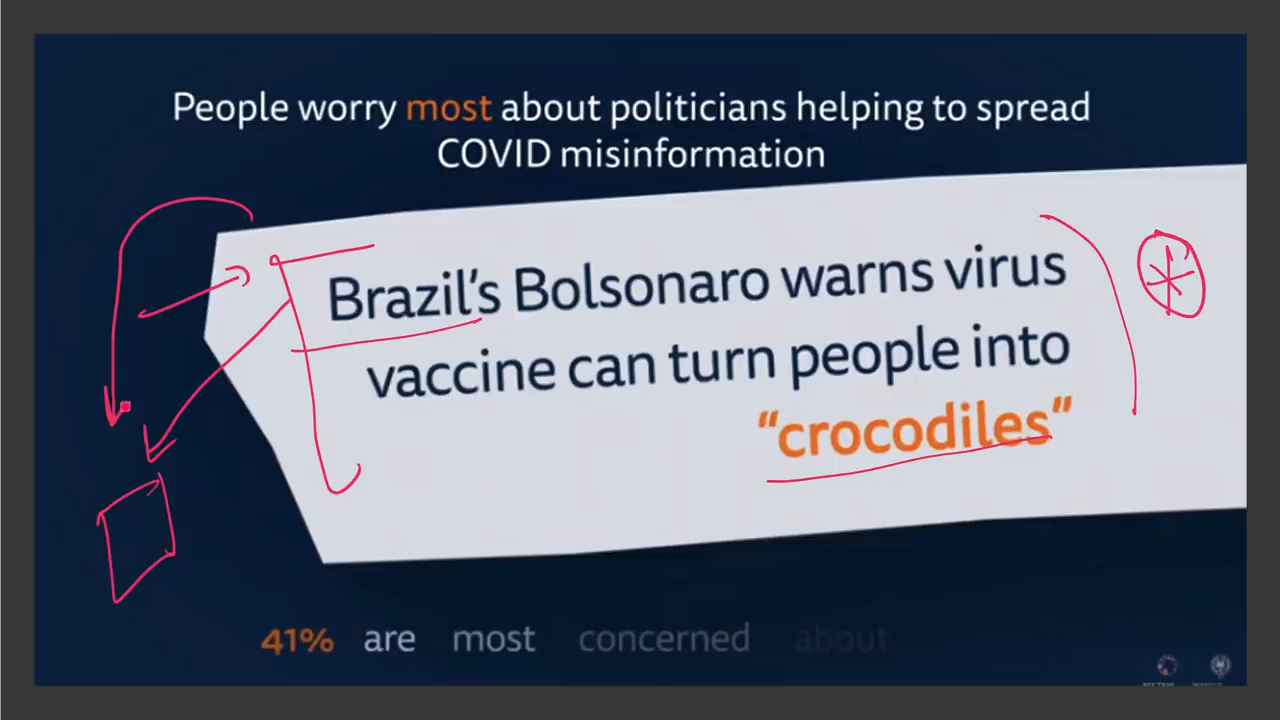 People worry most about politicians helping to spread
COVID misinformation
Brazil's Bolsonaro warns virus
vaccine can turn people into
“crocodiles”
41% are most concerned about